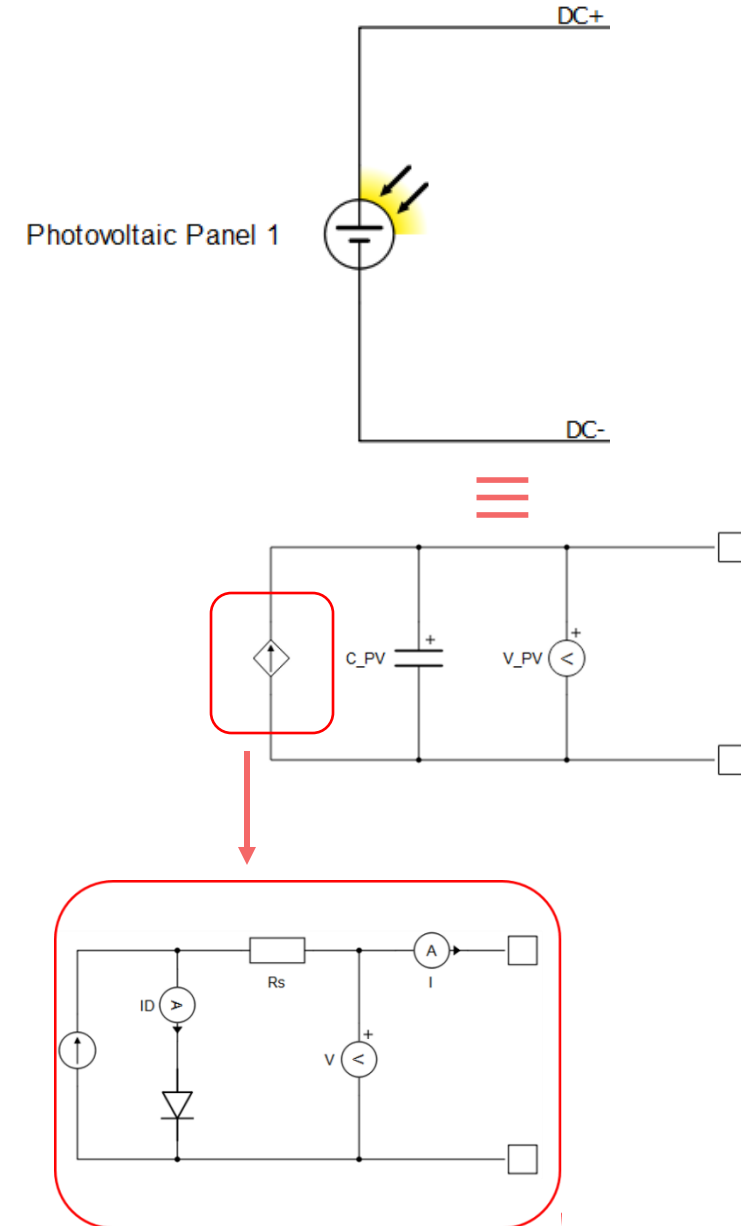 DC+
Photovoltaic Panel 1
DC-
+
+
C_PV
V_PV
V
A
Rs
I
ID
A
+
V
V